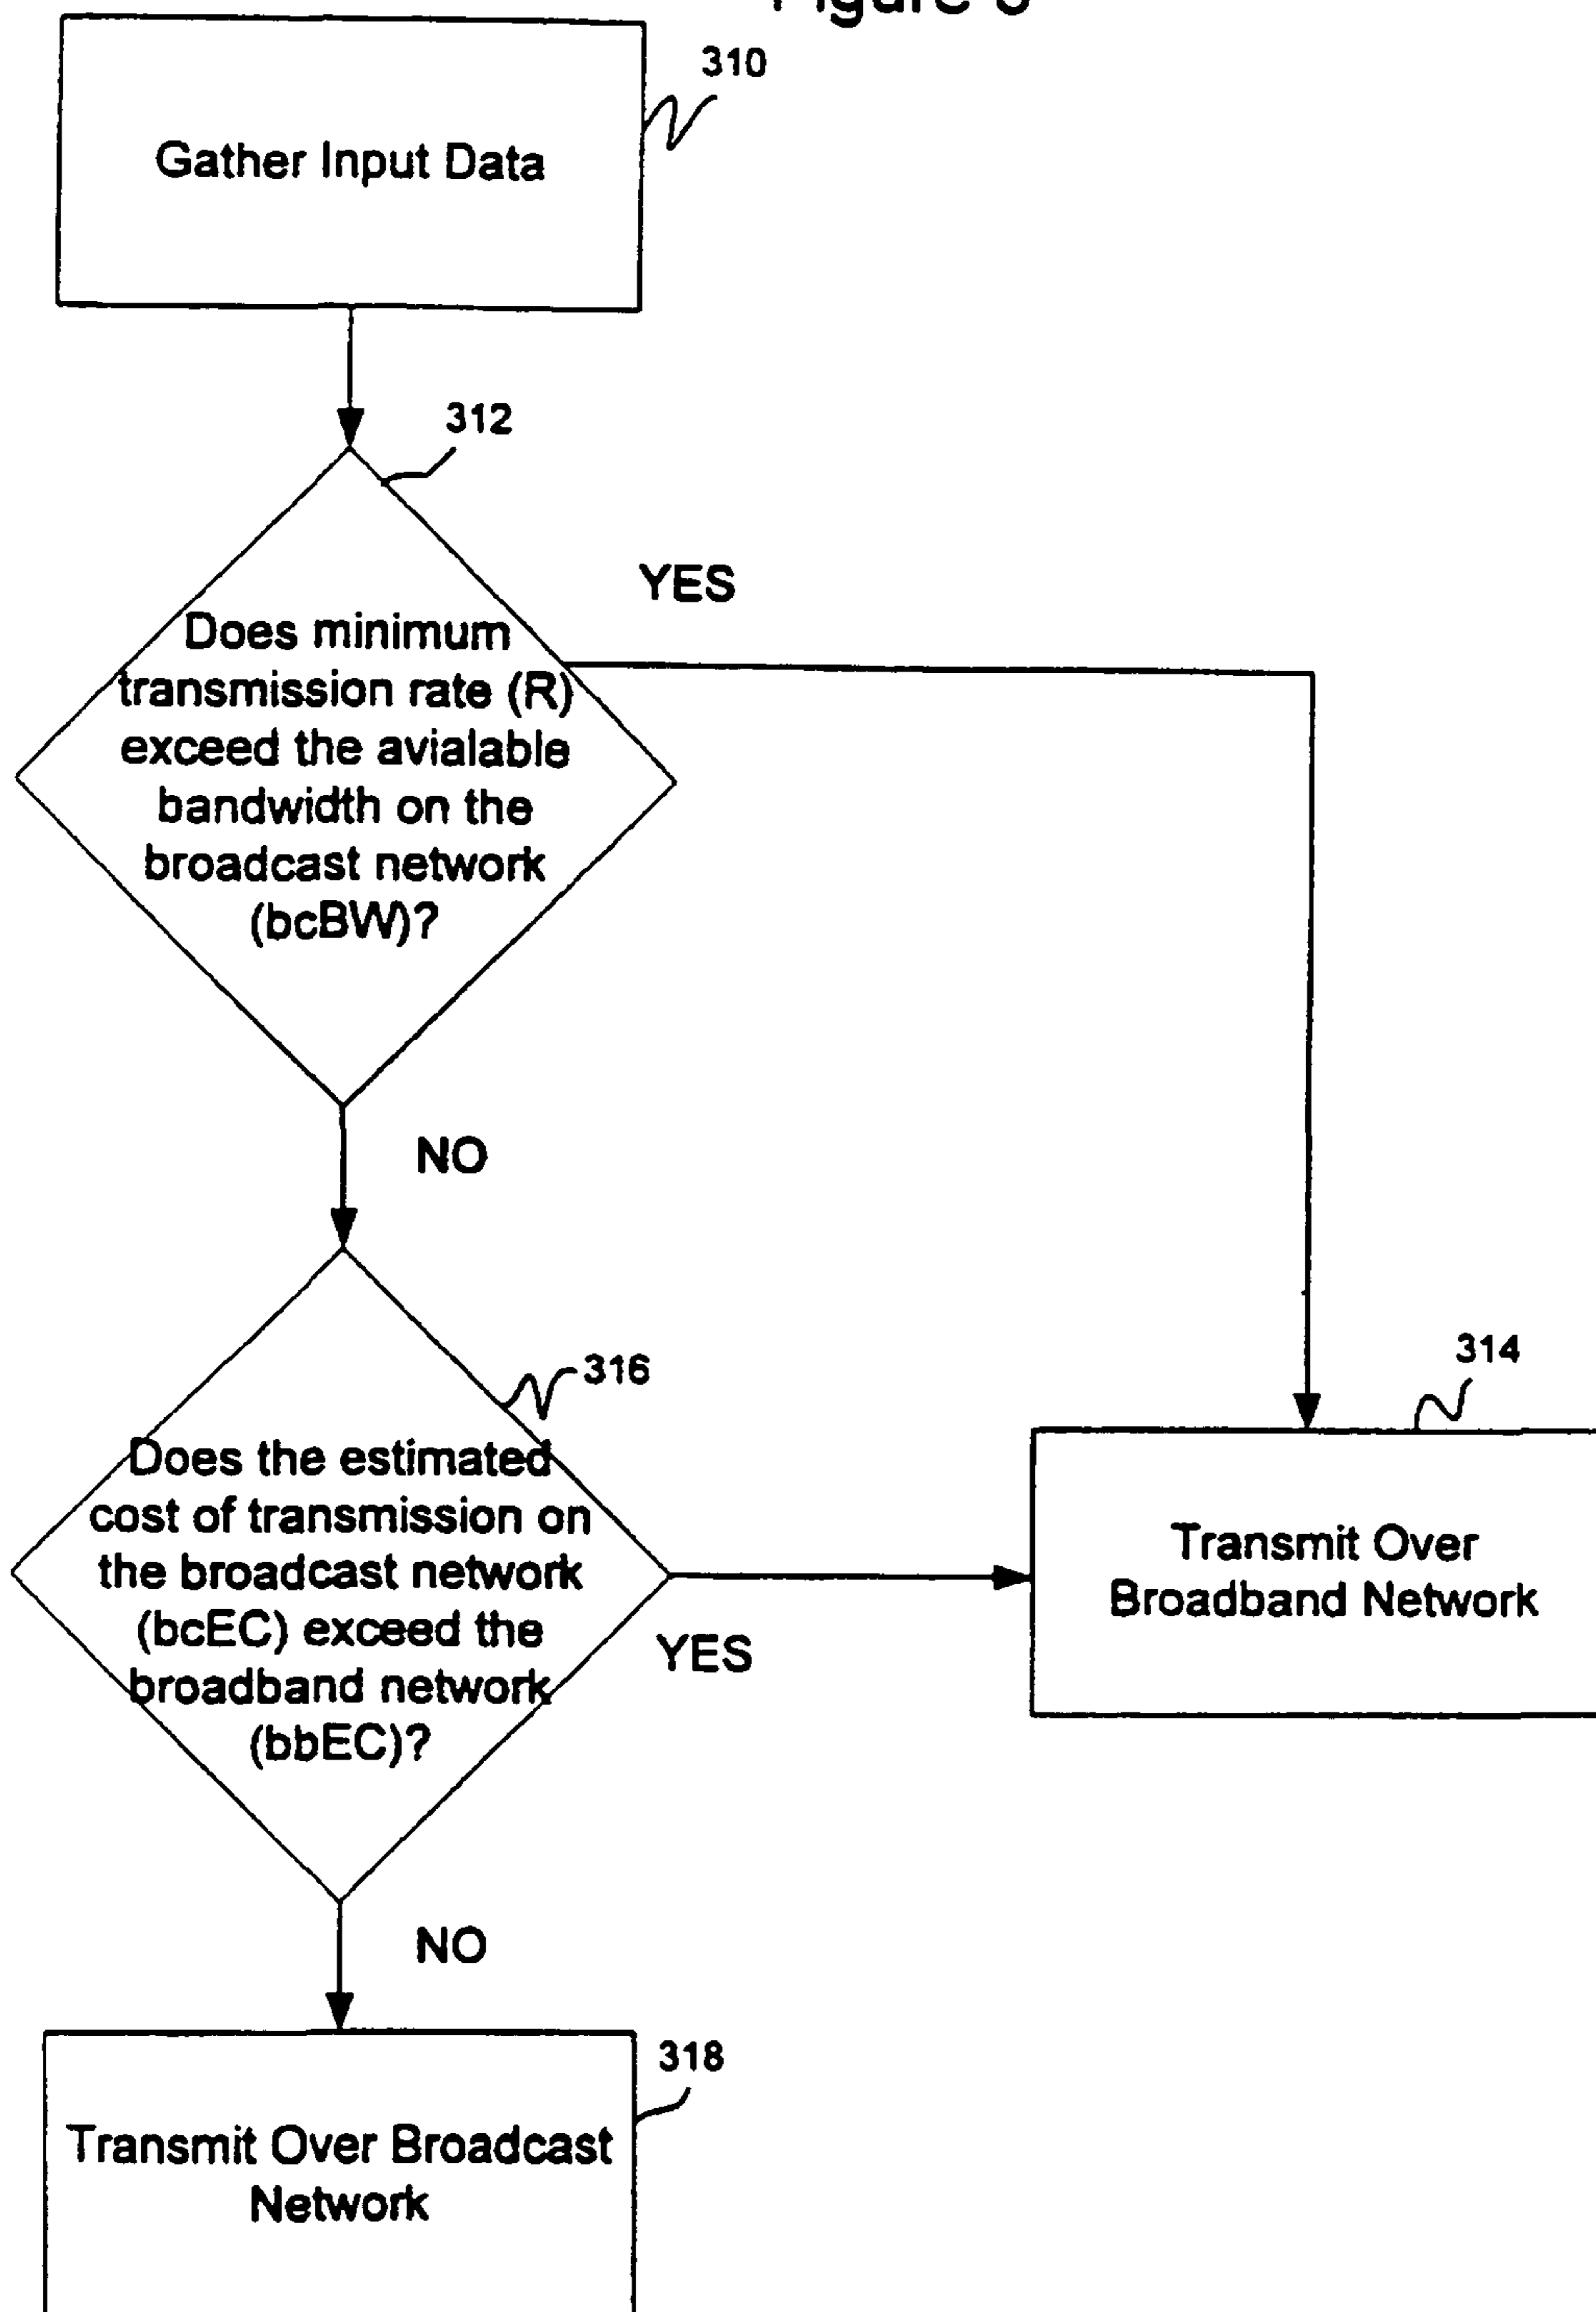 310
Gather Input Data
312
YES
Does minimum
transmission rate (R)
exceed the avialable
bandwidth on the
broadcast network
(bcBW)?
NO
316
314
Does the estimated
cost of transmission on
the broadcast network
(bcEC) exceed the
broadband network
(bbEC)?
YES
Transmit Over
Broadband Network
NO
318
Transmit Over Broadcast
Network